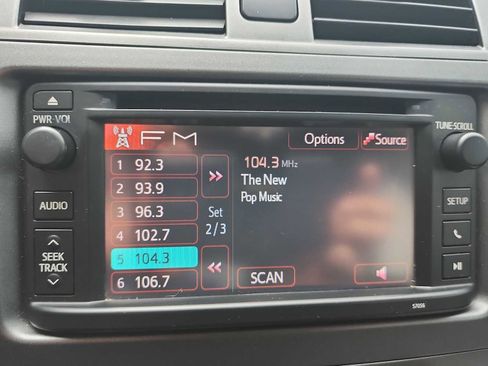 PWR·VOL
TUNE·SCROLL
FM
Options
Source
1 92.3
2 93.9
3 96.3
4 102.7
5 104.3
6 106.7
Set
2/3
104.3 MHz
The New
Pop Music
SCAN
AUDIO
SEEK
TRACK
SETUP
57056